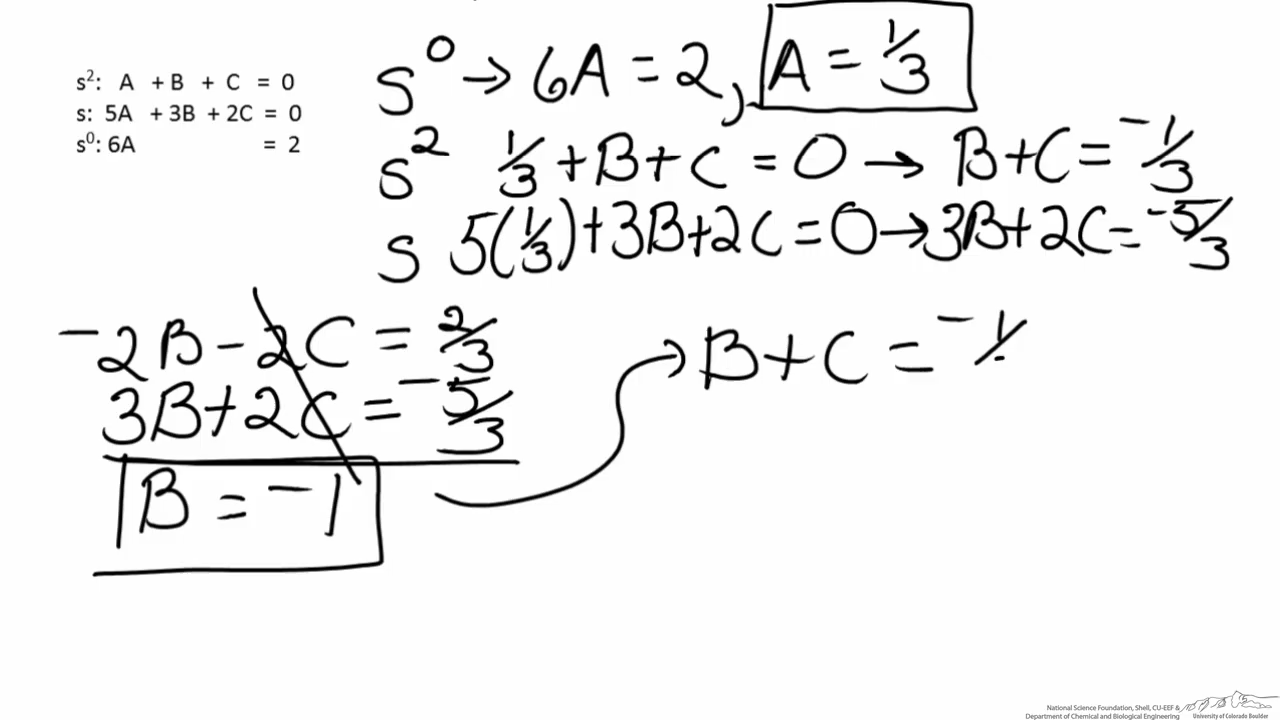 s²: A + B + C = 0
s: 5A + 3B + 2C = 0
s⁰: 6A = 2
s⁰ → 6A = 2, A = 1/3
s² 1/3 + B + C = 0 → B + C = -1/3
s 5(1/3) + 3B + 2C = 0 → 3B + 2C = -5/3
-2B - 2C = 2/3
3B + 2C = -5/3
B = -1
B + C = -1/
National Science Foundation, Shell, CU-EEF &
Department of Chemical and Biological Engineering
University of Colorado Boulder